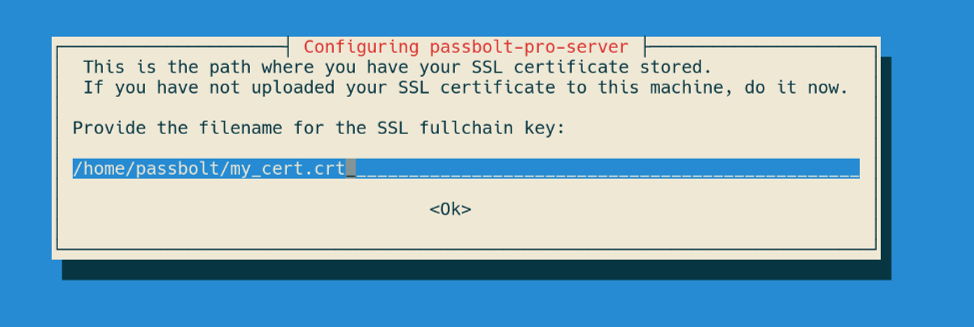 Configuring passbolt-pro-server
This is the path where you have your SSL certificate stored.
If you have not uploaded your SSL certificate to this machine, do it now.
Provide the filename for the SSL fullchain key:
/home/passbolt/my_cert.crt
<Ok>